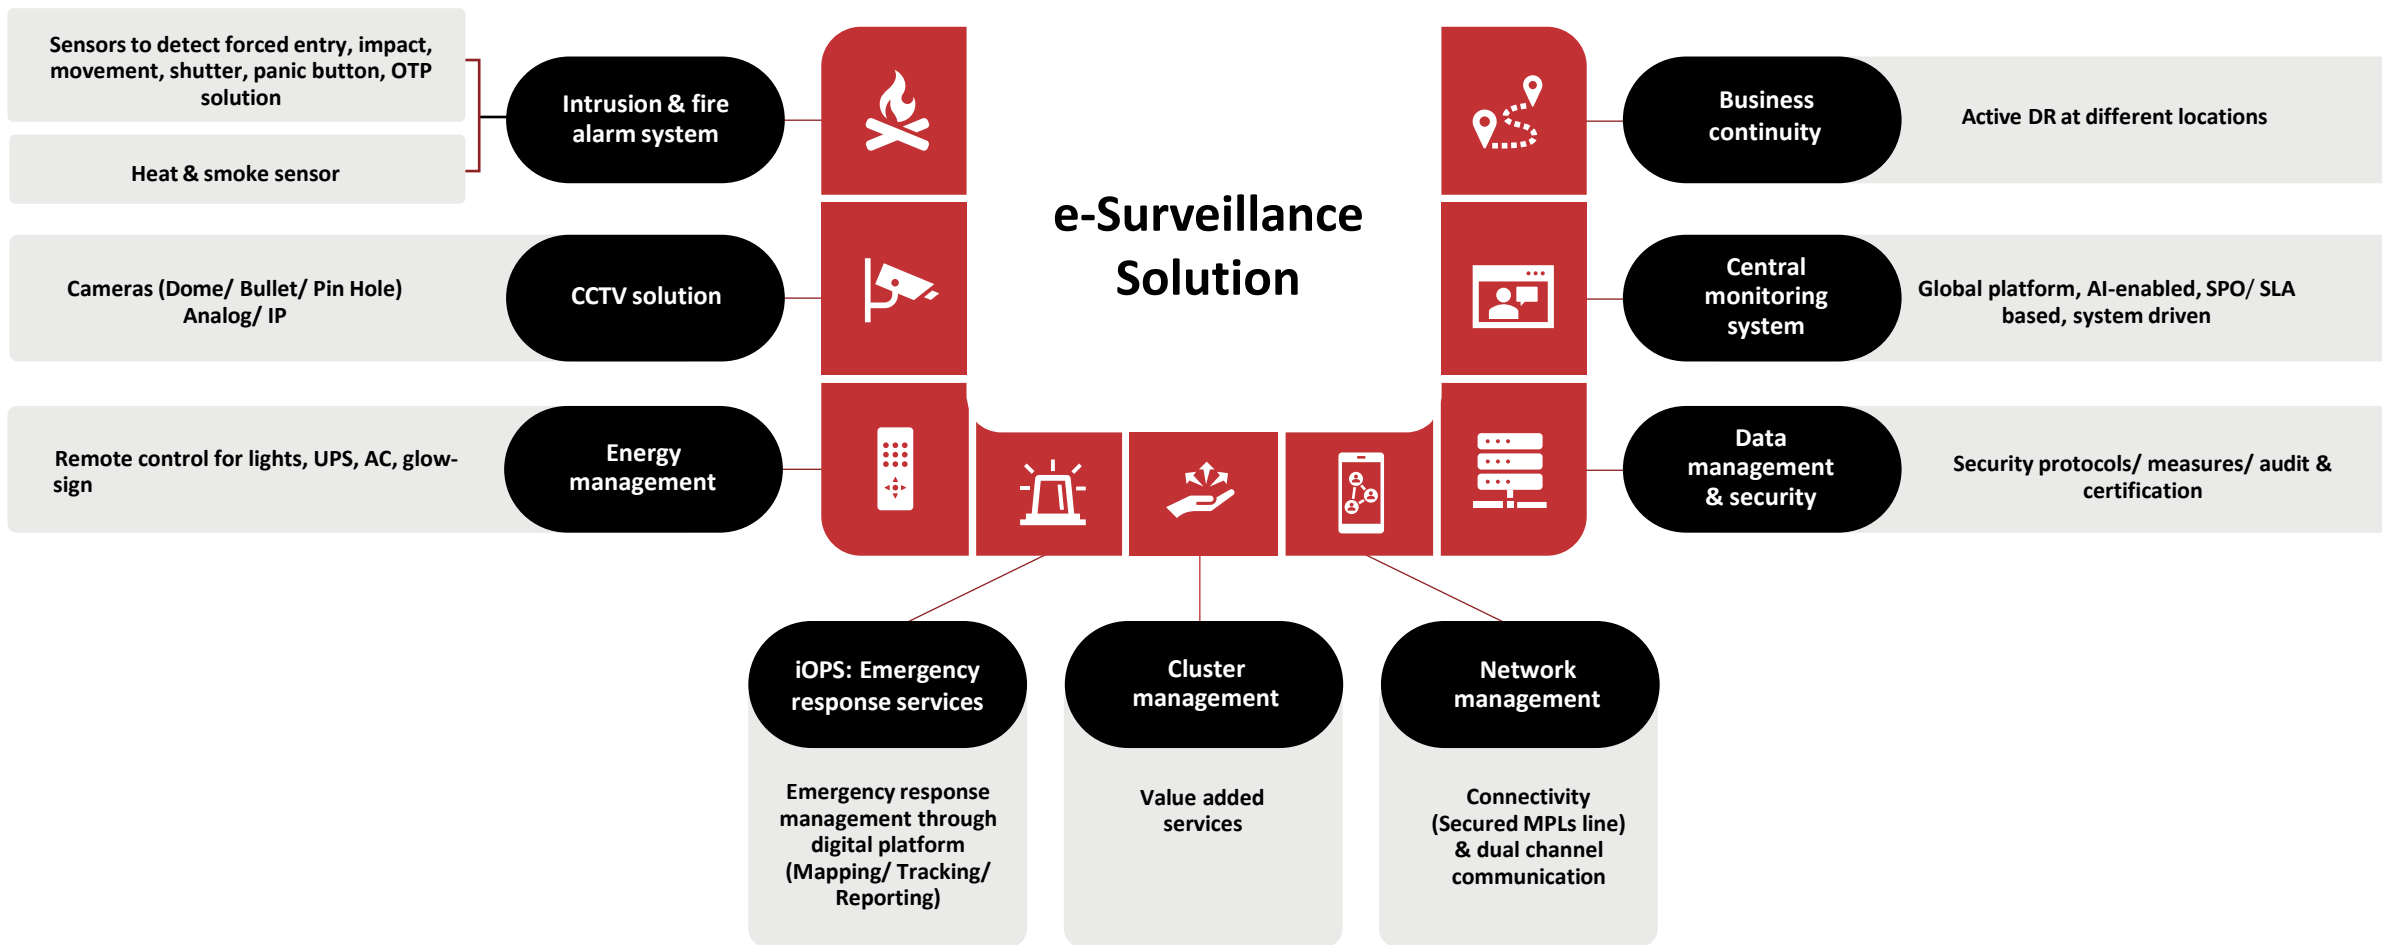 Sensors to detect forced entry, impact,
movement, shutter, panic button, OTP
solution
Heat & smoke sensor
Intrusion & fire
alarm system
Cameras (Dome/ Bullet/ Pin Hole)
Analog/ IP
CCTV solution
Remote control for lights, UPS, AC, glow-
sign
Energy
management
e-Surveillance
Solution
Business
continuity
Active DR at different locations
Central
monitoring
system
Global platform, AI-enabled, SPO/ SLA
based, system driven
Data
management
& security
Security protocols/ measures/ audit &
certification
iOPS: Emergency
response services
Emergency response
management through
digital platform
(Mapping/ Tracking/
Reporting)
Cluster
management
Value added
services
Network
management
Connectivity
(Secured MPLs line)
& dual channel
communication